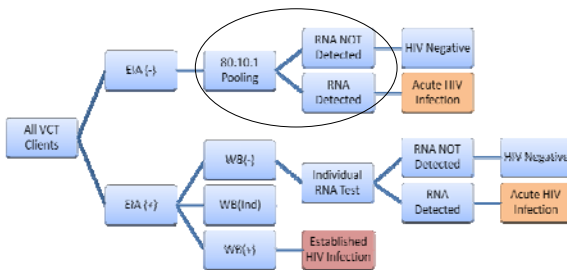 RNA NOT
Detected
HIV Negative
EIA (-)
80.10.1
Pooling
RNA
Detected
Acute HIV
Infection
All VCT
Clients
WB(-)
Individual
RNA Test
RNA NOT
Detected
HIV Negative
EIA (+)
WB(Ind)
RNA
Detected
Acute HIV
Infection
WB(+)
Established
HIV Infection